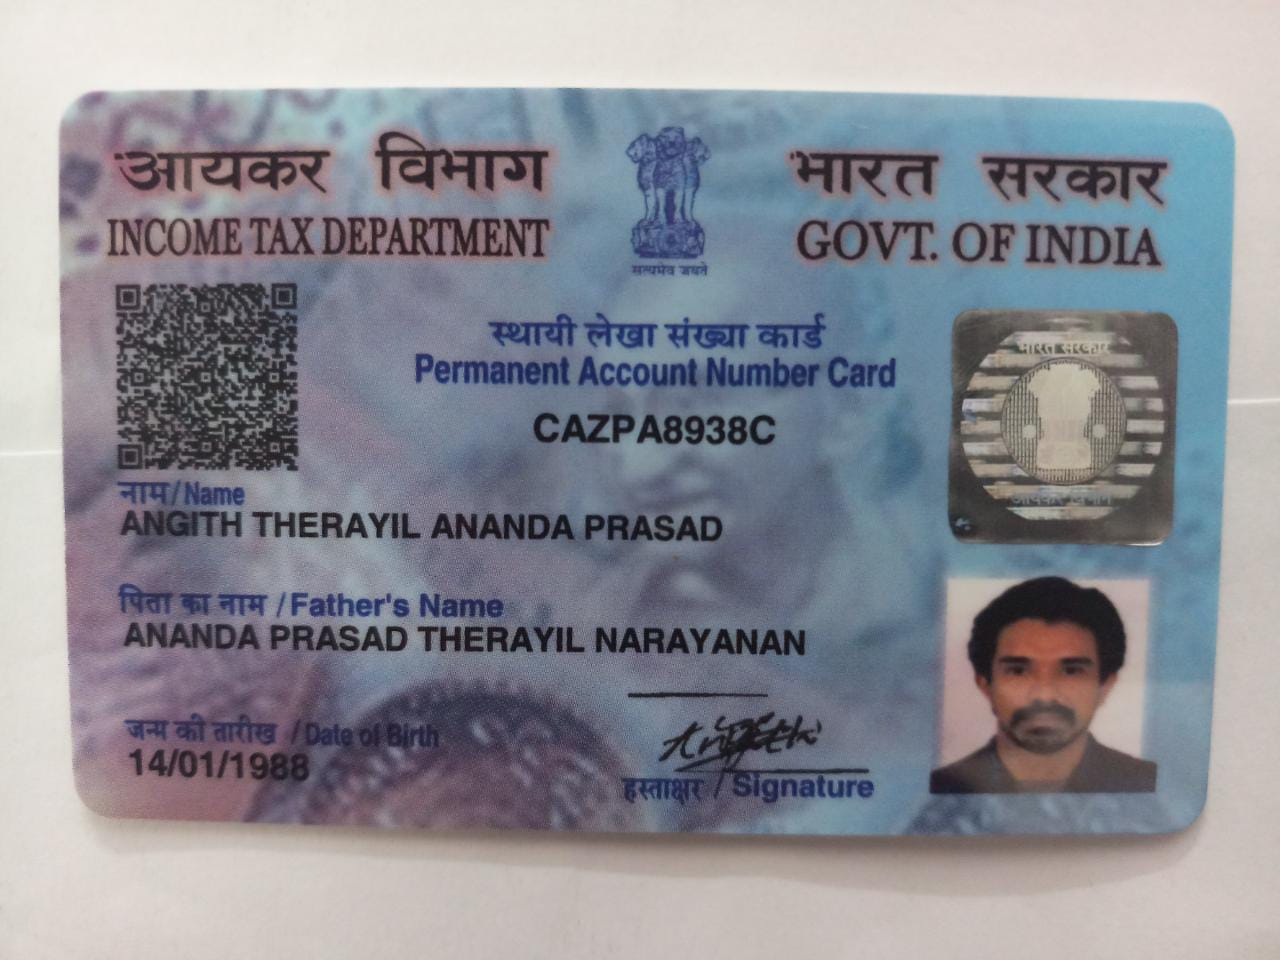 आयकर विभाग
INCOME TAX DEPARTMENT
सत्यमेव जयते
भारत सरकार
GOVT. OF INDIA
स्थायी लेखा संख्या कार्ड
Permanent Account Number Card
CAZPA8938C
भारत सरकार
आयकर विभाग
नाम/Name
ANGITH THERAYIL ANANDA PRASAD
पिता का नाम /Father's Name
ANANDA PRASAD THERAYIL NARAYANAN
जन्म की तारीख /Date of Birth
14/01/1988
हस्ताक्षर / Signature